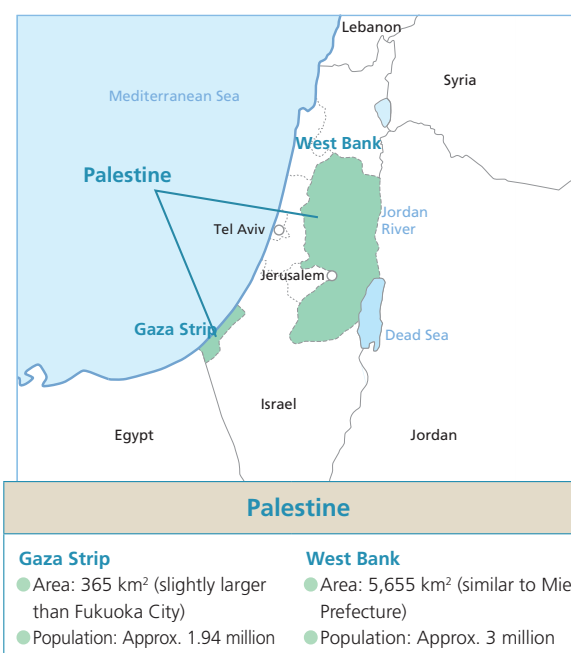 Lebanon
Syria
Mediterranean Sea
West Bank
Palestine
Jordan
River
Tel Aviv
Jerusalem
Gaza Strip
Dead Sea
Israel
Egypt
Jordan
Palestine
Gaza Strip
Area: 365 km² (slightly larger
than Fukuoka City)
Population: Approx. 1.94 million
West Bank
Area: 5,655 km² (similar to Mie
Prefecture)
Population: Approx. 3 million